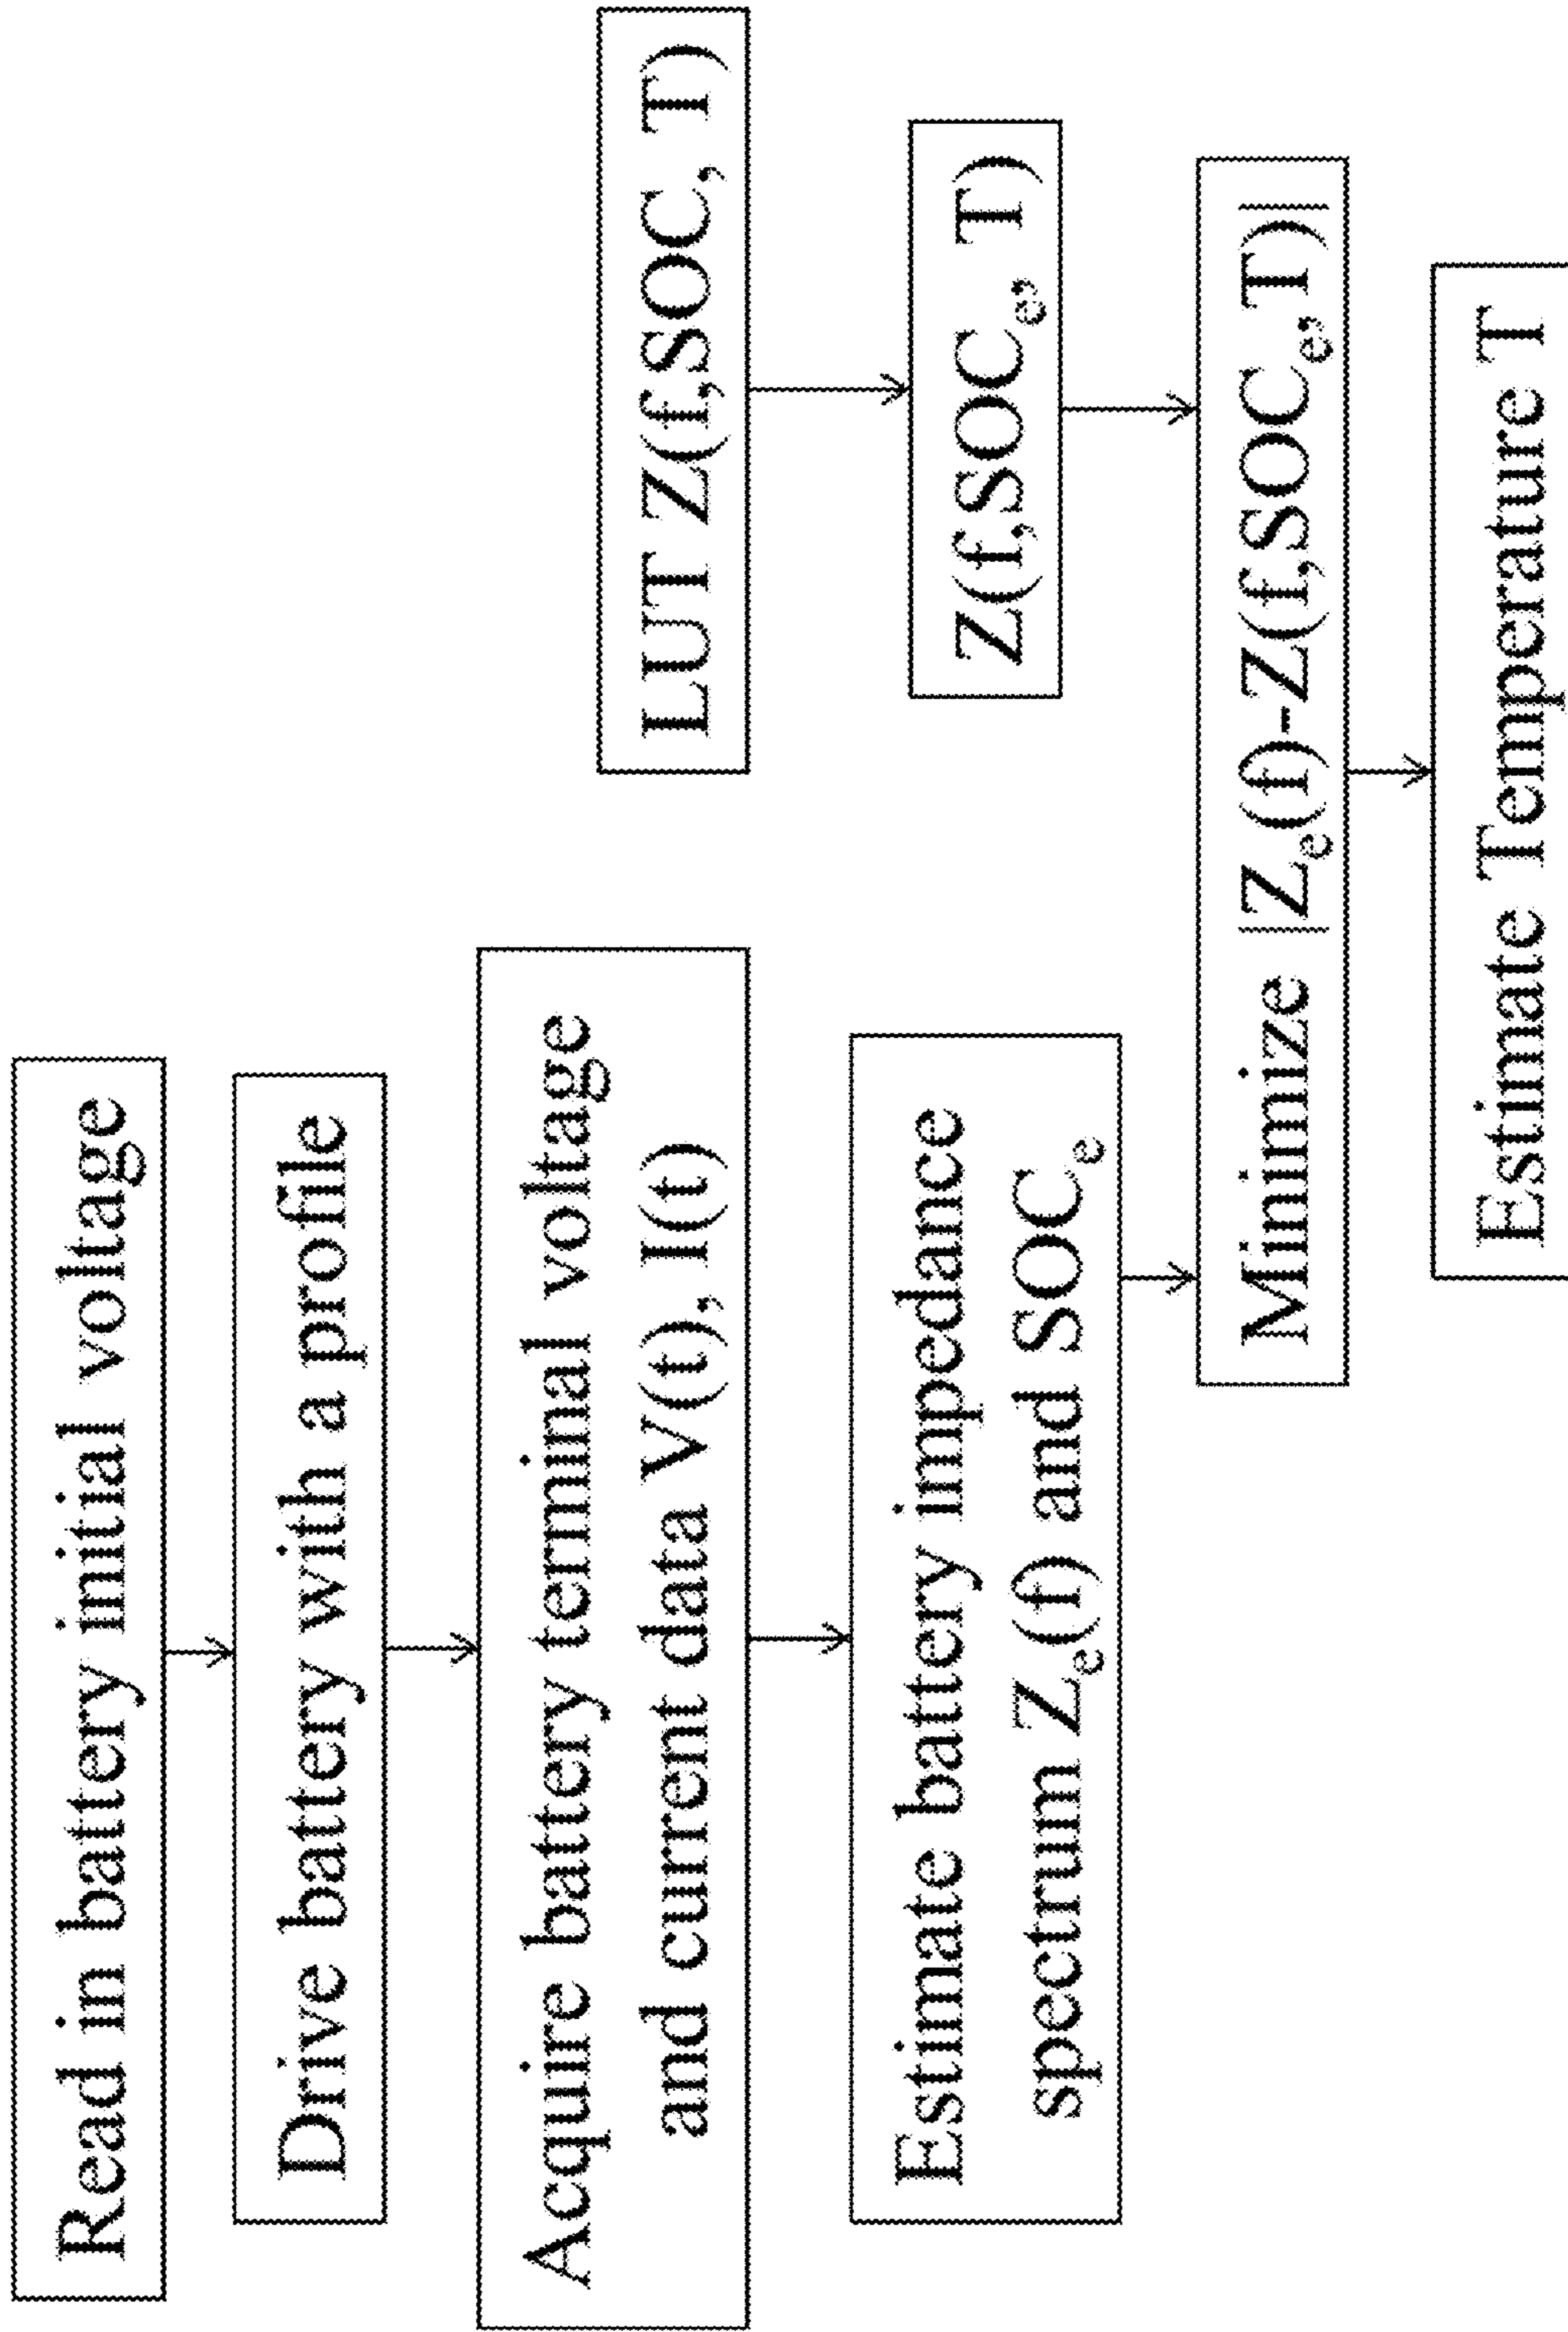 Read in battery initial voltage
Drive battery with a profile
Acquire battery terminal voltage
and current data V(t), I(t)
Estimate battery impedance
spectrum Zₑ(f) and SOCₑ
LUT Z(f,SOC, T)
Z(f,SOCₑ, T)
Minimize |Zₑ(f)-Z(f,SOCₑ,T)|
Estimate Temperature T